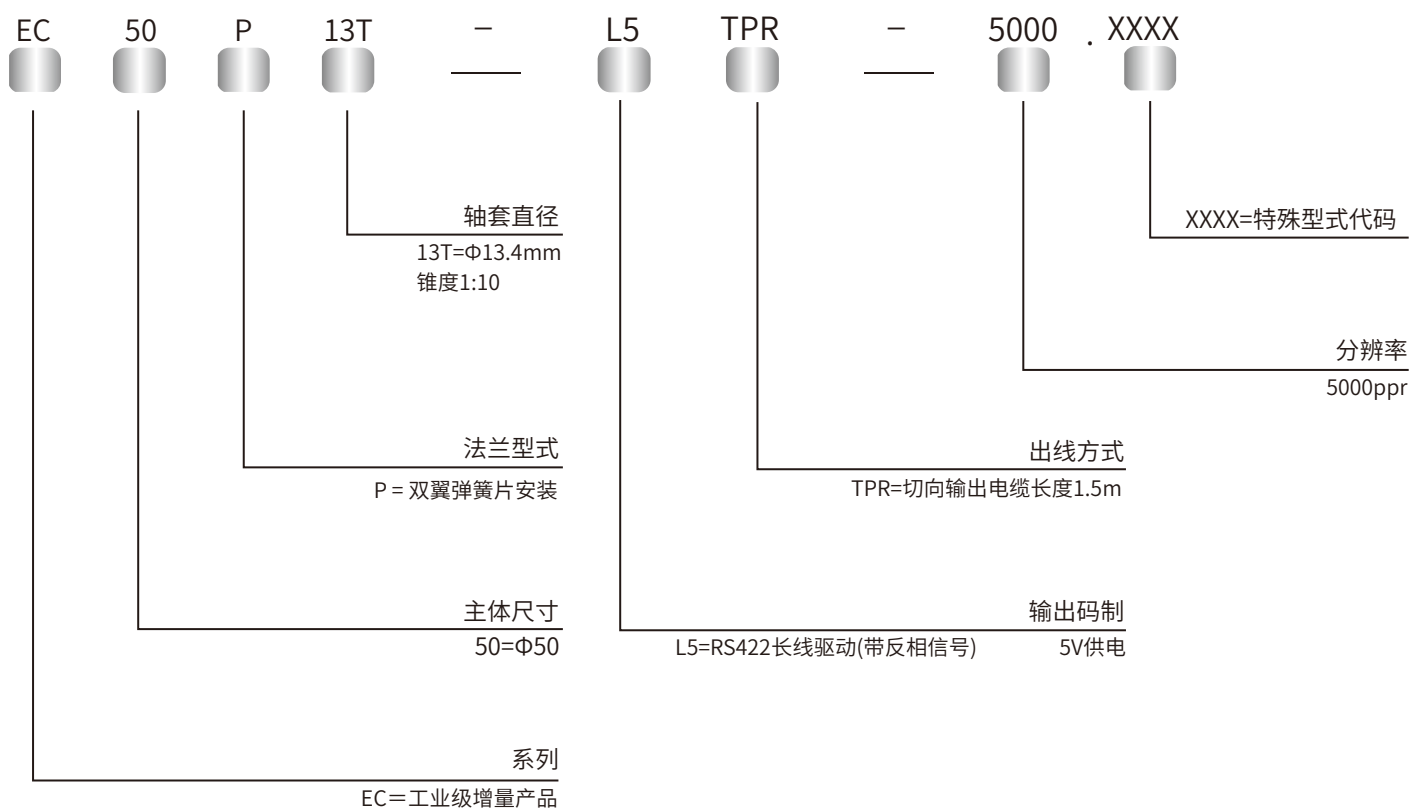 EC 50 P 13T – L5 TPR – 5000 . XXXX
轴套直径
13T=Φ13.4mm
锥度1:10
XXXX=特殊型式代码
分辨率
5000ppr
法兰型式
P = 双翼弹簧片安装
出线方式
TPR=切向输出电缆长度1.5m
主体尺寸
50=Φ50
输出码制
L5=RS422长线驱动(带反相信号) 5V供电
系列
EC＝工业级增量产品